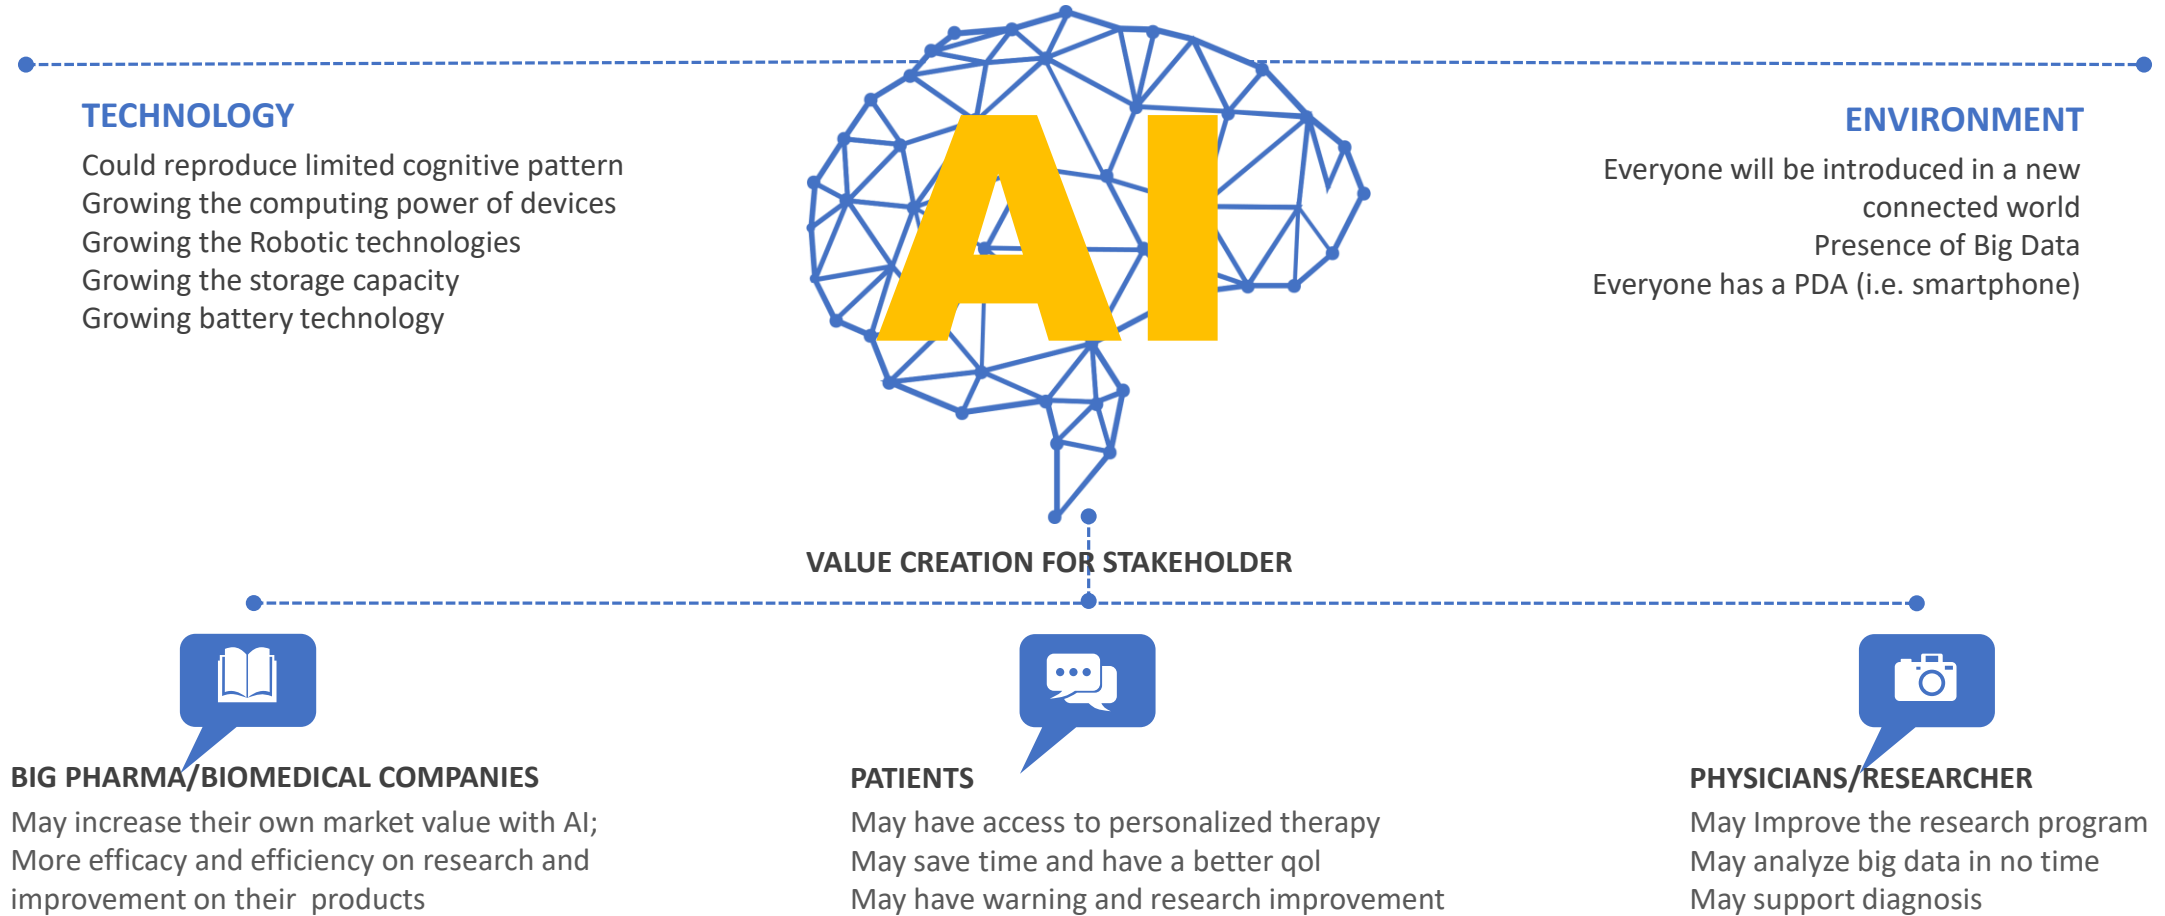 TECHNOLOGY
Could reproduce limited cognitive pattern
Growing the computing power of devices
Growing the Robotic technologies
Growing the storage capacity
Growing battery technology
AI
ENVIRONMENT
Everyone will be introduced in a new
connected world
Presence of Big Data
Everyone has a PDA (i.e. smartphone)
VALUE CREATION FOR STAKEHOLDER
BIG PHARMA/BIOMEDICAL COMPANIES
May increase their own market value with AI;
More efficacy and efficiency on research and
improvement on their  products
PATIENTS
May have access to personalized therapy
May save time and have a better qol
May have warning and research improvement
PHYSICIANS/RESEARCHER
May Improve the research program
May analyze big data in no time
May support diagnosis